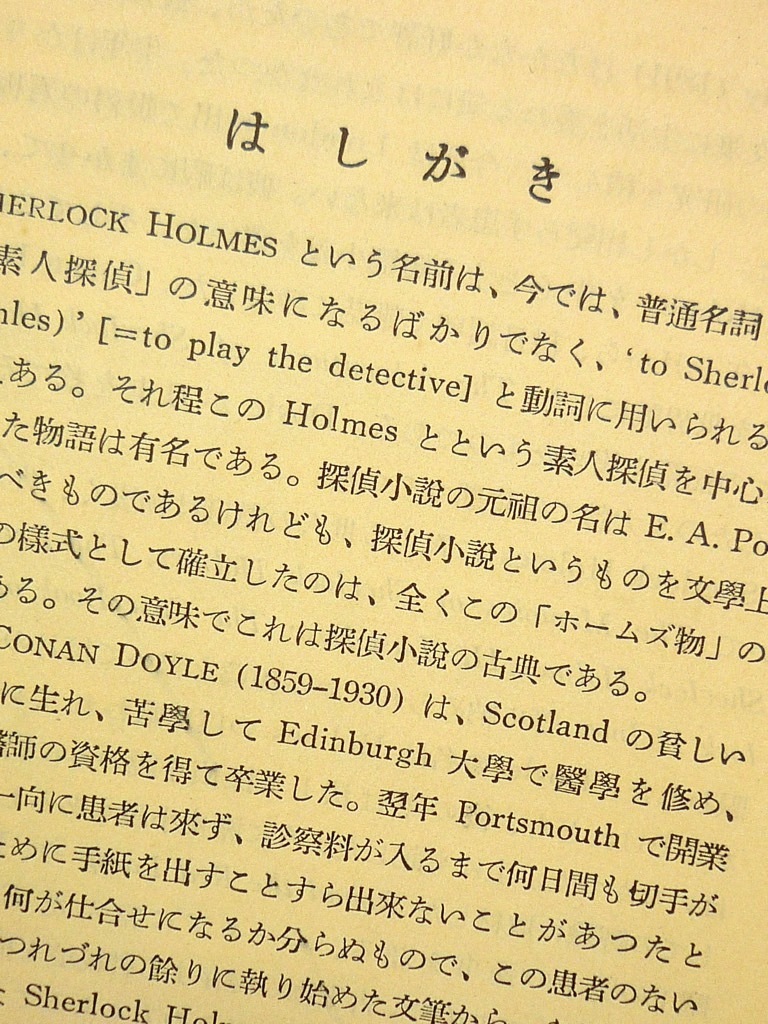 はしがき
HERLOCK HOLMES という名前は、今では、普通名詞
素人探偵」の意味になるばかりでなく、‘to Sherlo
mles)’ [=to play the detective] と動詞に用いられる
ある。それ程この Holmes とという素人探偵を中心
た物語は有名である。探偵小說の元祖の名は E. A. Po
べきものであるけれども、探偵小說というものを文學上
の樣式として確立したのは、全くこの「ホームズ物」の
ある。その意味でこれは探偵小說の古典である。
CONAN DOYLE (1859–1930) は、Scotland の貧しい
に生れ、苦學して Edinburgh 大學で醫學を修め、
醫師の資格を得て卒業した。翌年 Portsmouth で開業
一向に患者は來ず、診察料が入るまで何日間も切手が
ために手紙を出すことすら出來ないことがあつたと
何が仕合せになるか分らぬもので、この患者のない
つれづれの餘りに執り始めた文筆から
Sherlock Hol